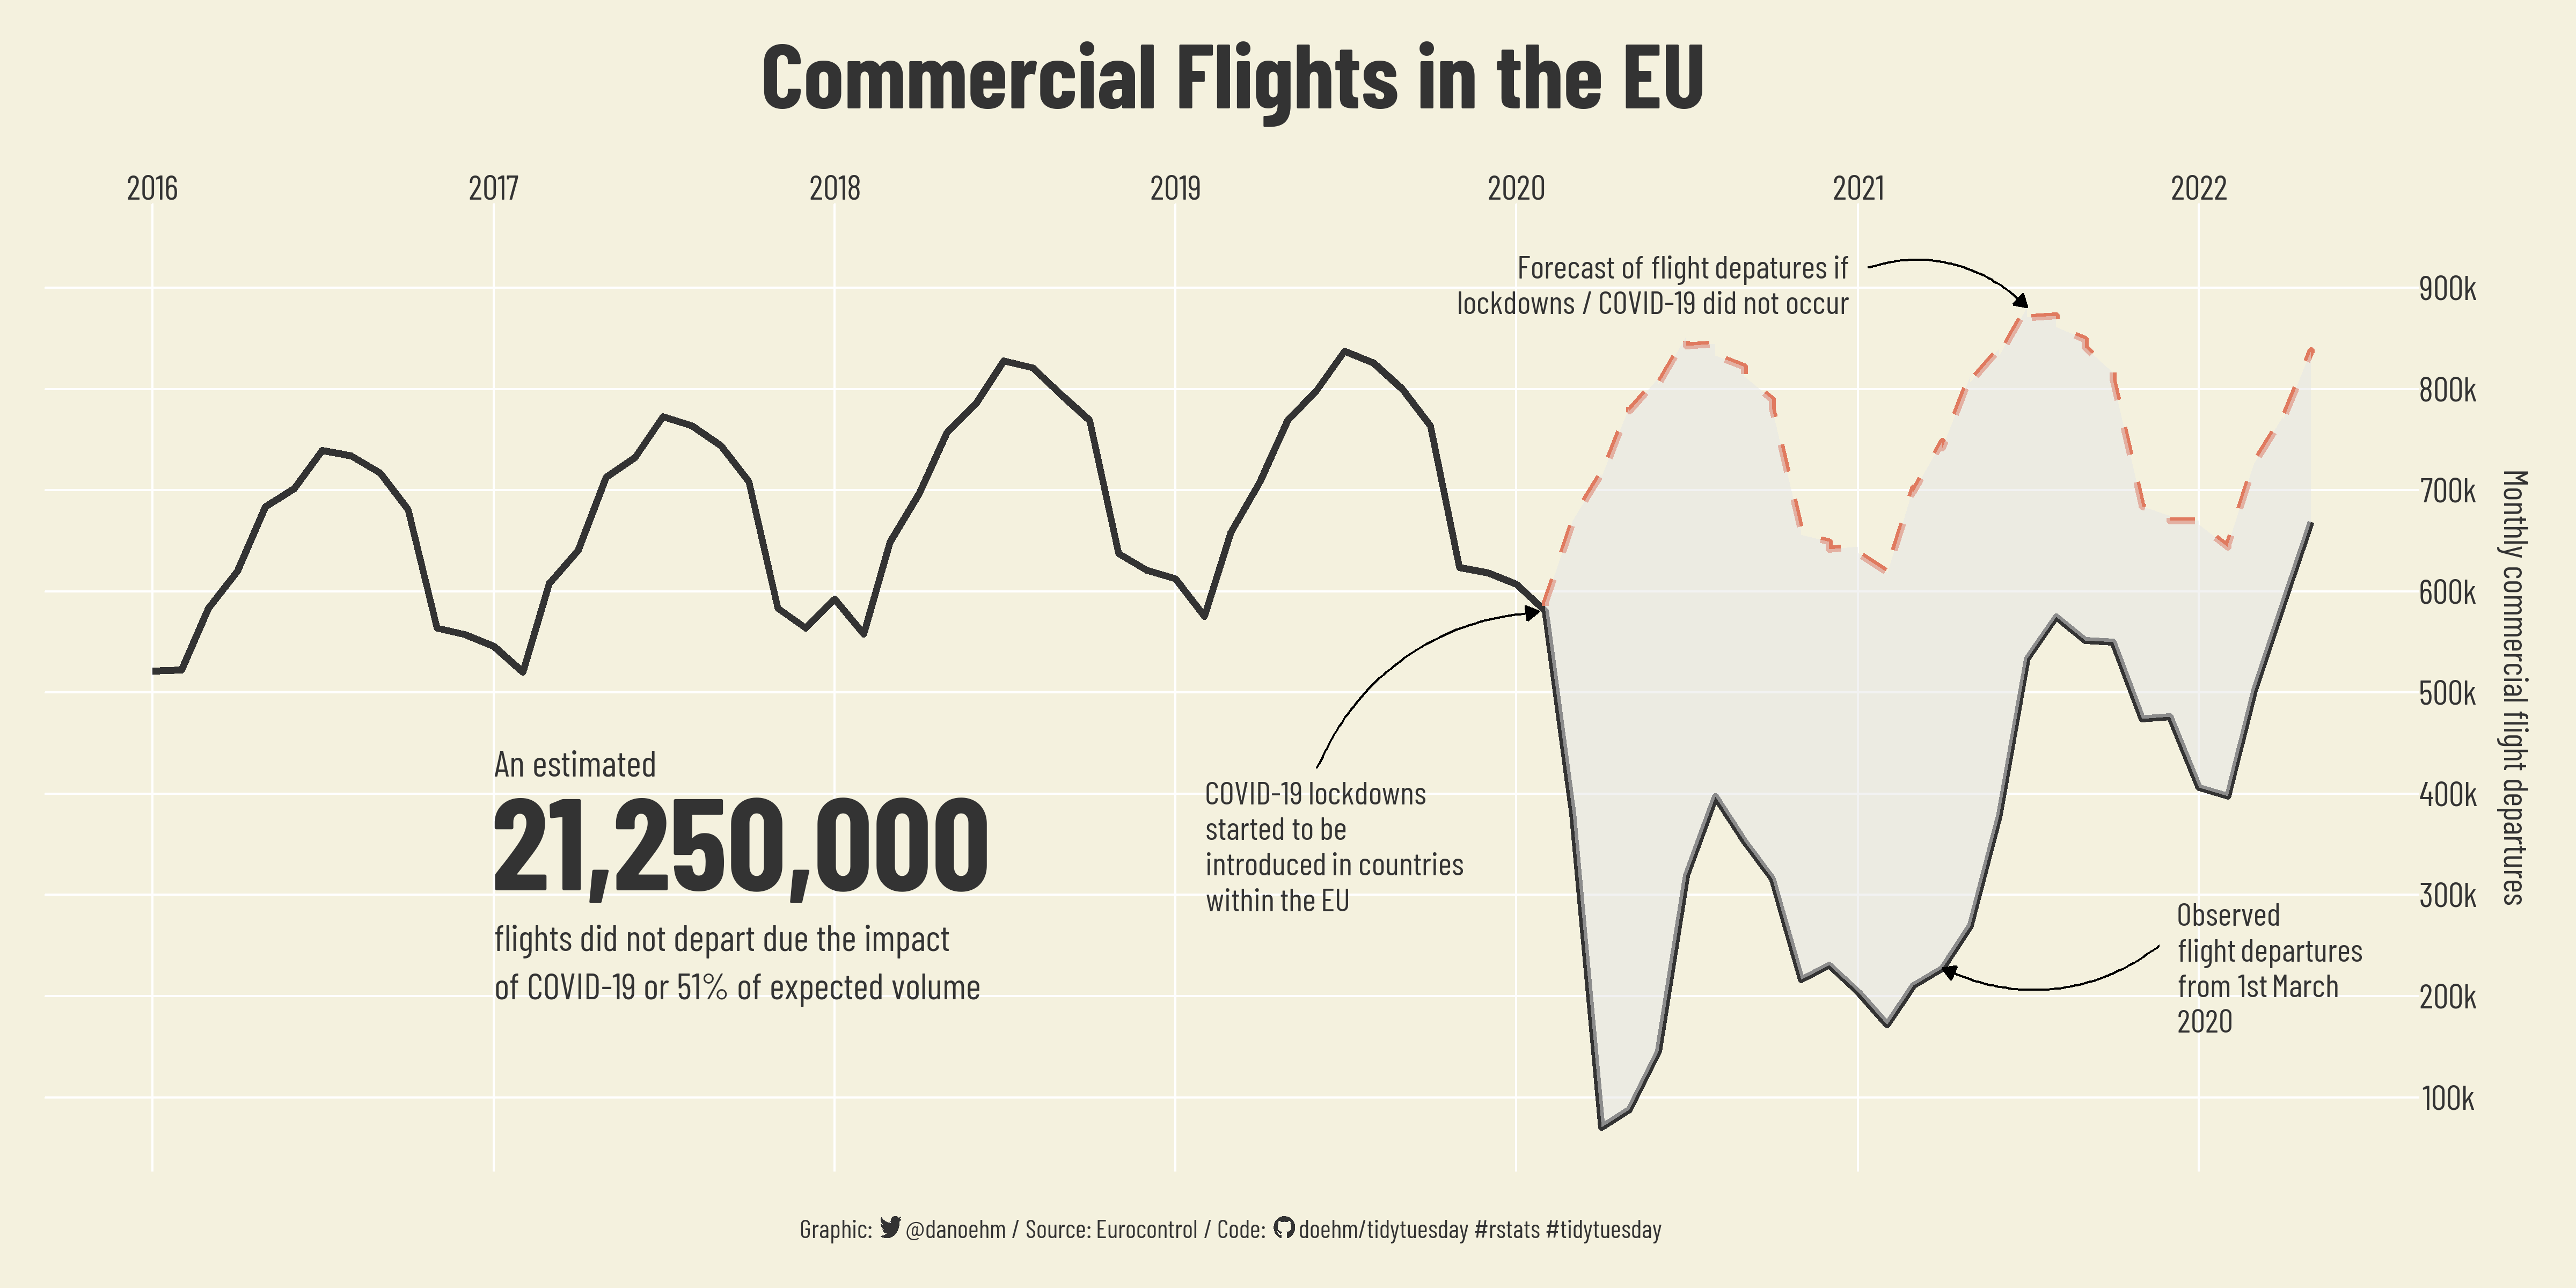 Commercial Flights in the EU
2016 2017 2018 2019 2020 2021 2022
Forecast of flight depatures if
lockdowns / COVID-19 did not occur
900k
800k
700k
600k
500k
400k
300k
200k
100k
Monthly commercial flight departures
An estimated
21,250,000
flights did not depart due the impact
of COVID-19 or 51% of expected volume
COVID-19 lockdowns
started to be
introduced in countries
within the EU
Observed
flight departures
from 1st March
2020
Graphic: @danoehm / Source: Eurocontrol / Code: doehm/tidytuesday #rstats #tidytuesday